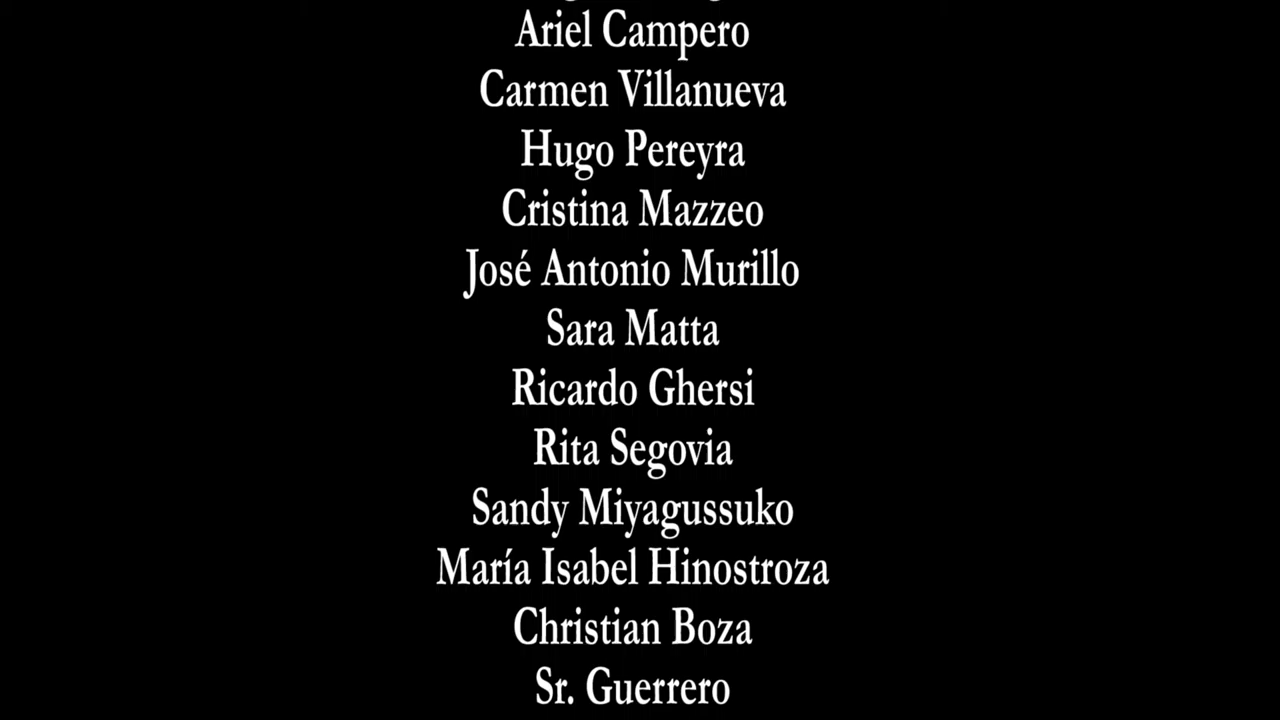 Ariel Campero
Carmen Villanueva
Hugo Pereyra
Cristina Mazzeo
José Antonio Murillo
Sara Matta
Ricardo Ghersi
Rita Segovia
Sandy Miyagussuko
María Isabel Hinostroza
Christian Boza
Sr. Guerrero